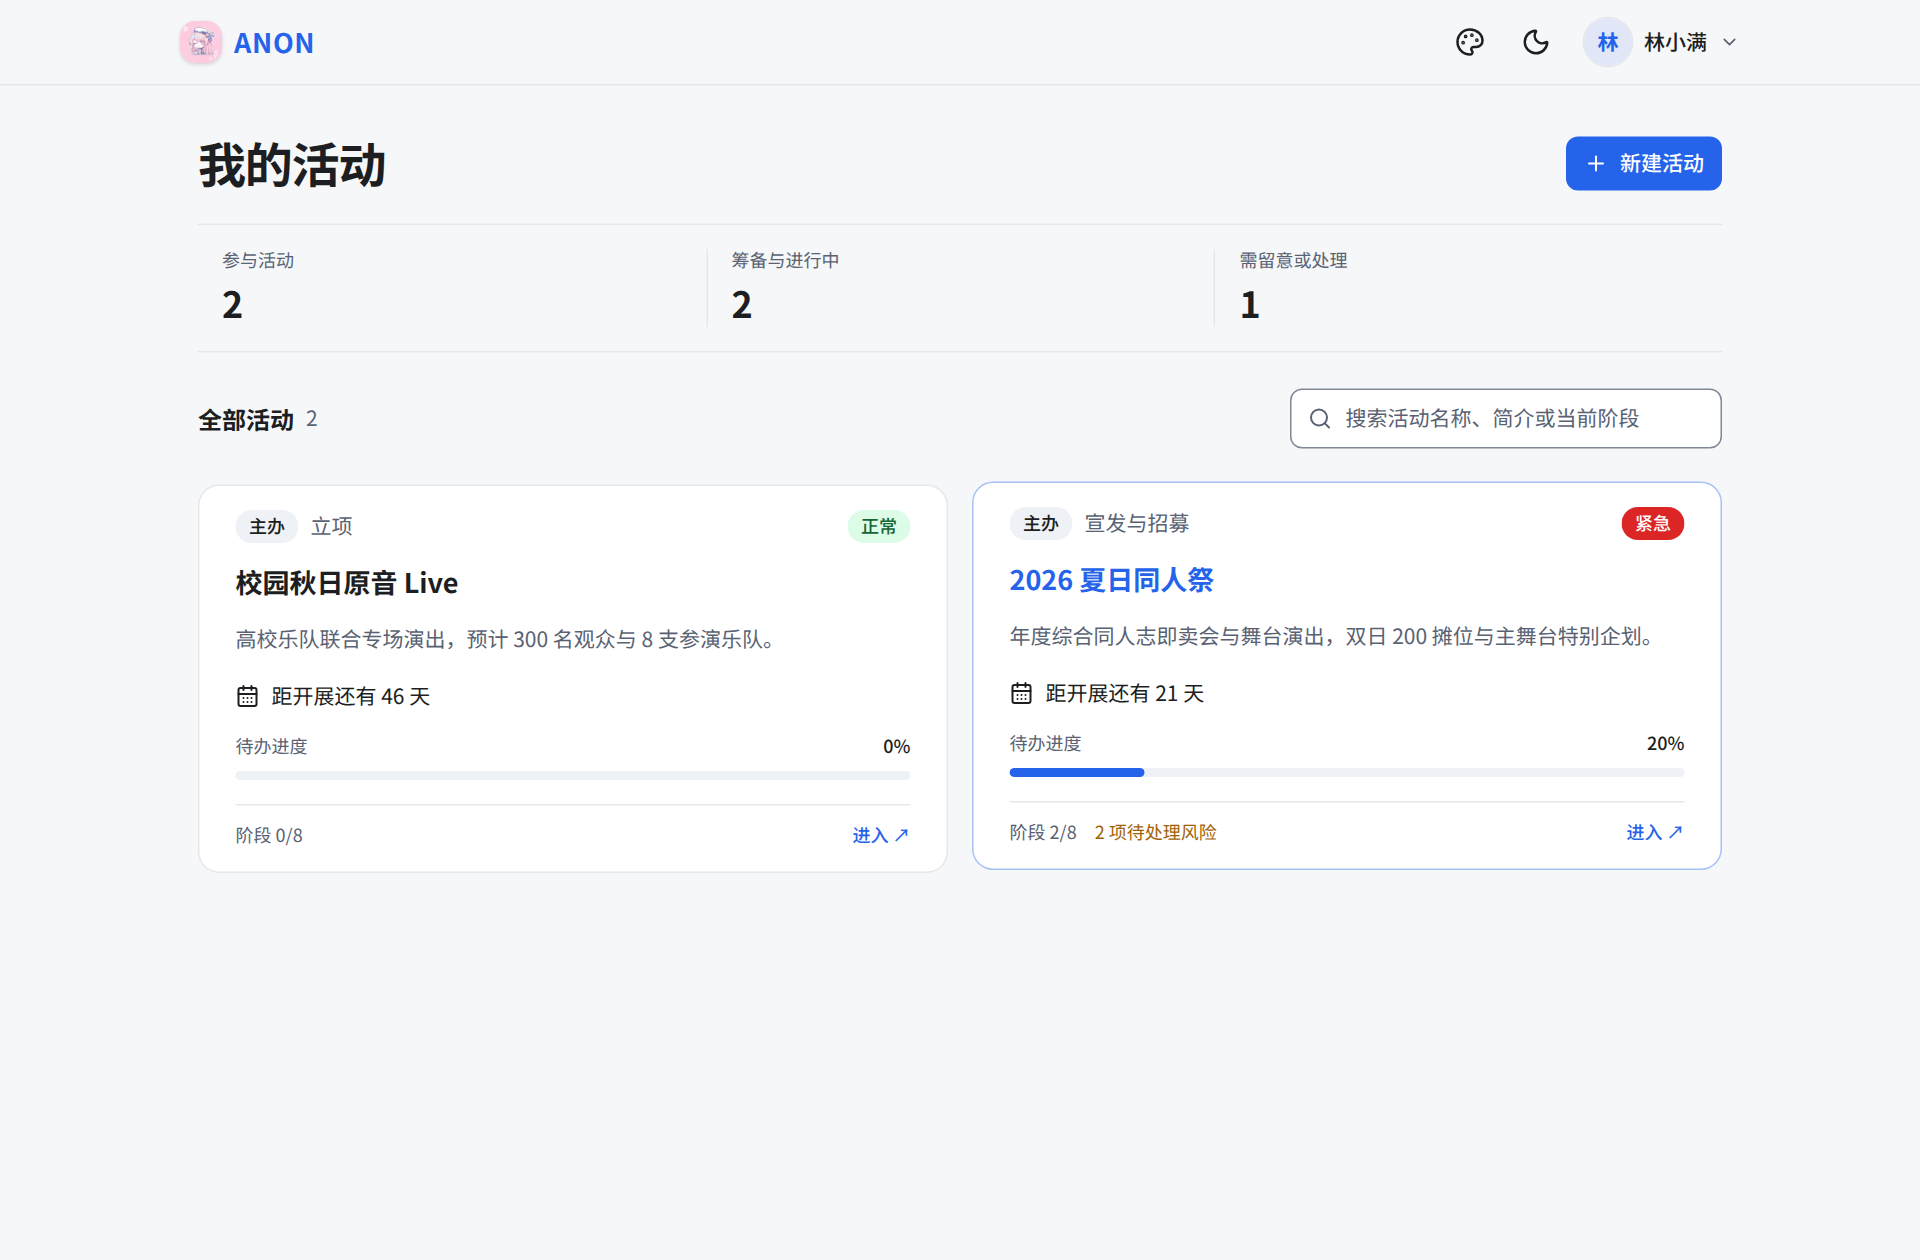 ANON
林 林小满
我的活动
新建活动
参与活动
2
筹备与进行中
2
需留意或处理
1
全部活动 2
搜索活动名称、简介或当前阶段
主办 立项 正常
校园秋日原音 Live
高校乐队联合专场演出，预计 300 名观众与 8 支参演乐队。
距开展还有 46 天
待办进度 0%
阶段 0/8 进入
主办 宣发与招募 紧急
2026 夏日同人祭
年度综合同人志即卖会与舞台演出，双日 200 摊位与主舞台特别企划。
距开展还有 21 天
待办进度 20%
阶段 2/8 2 项待处理风险 进入